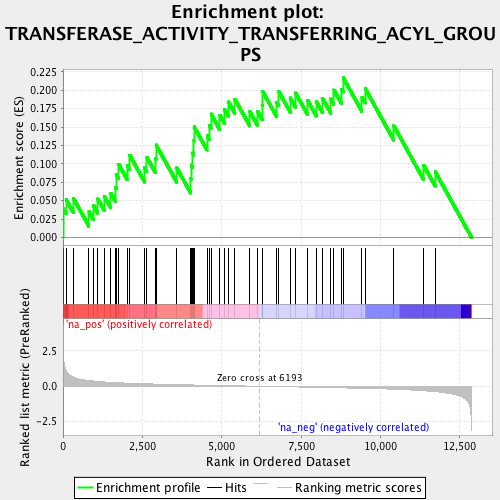 Enrichment plot:
TRANSFERASE_ACTIVITY_TRANSFERRING_ACYL_GROU
PS
Enrichment score (ES)
0.225
0.200
0.175
0.150
0.125
0.100
0.075
0.050
0.025
0.000
'na_pos' (positively correlated)
Ranked list metric (PreRanked)
2.5
0.0
-2.5
Zero cross at 6193
'na_neg' (negatively correlated)
0
2,500
5,000
7,500
10,000
12,500
Rank in Ordered Dataset
Enrichment profile
Hits
Ranking metric scores